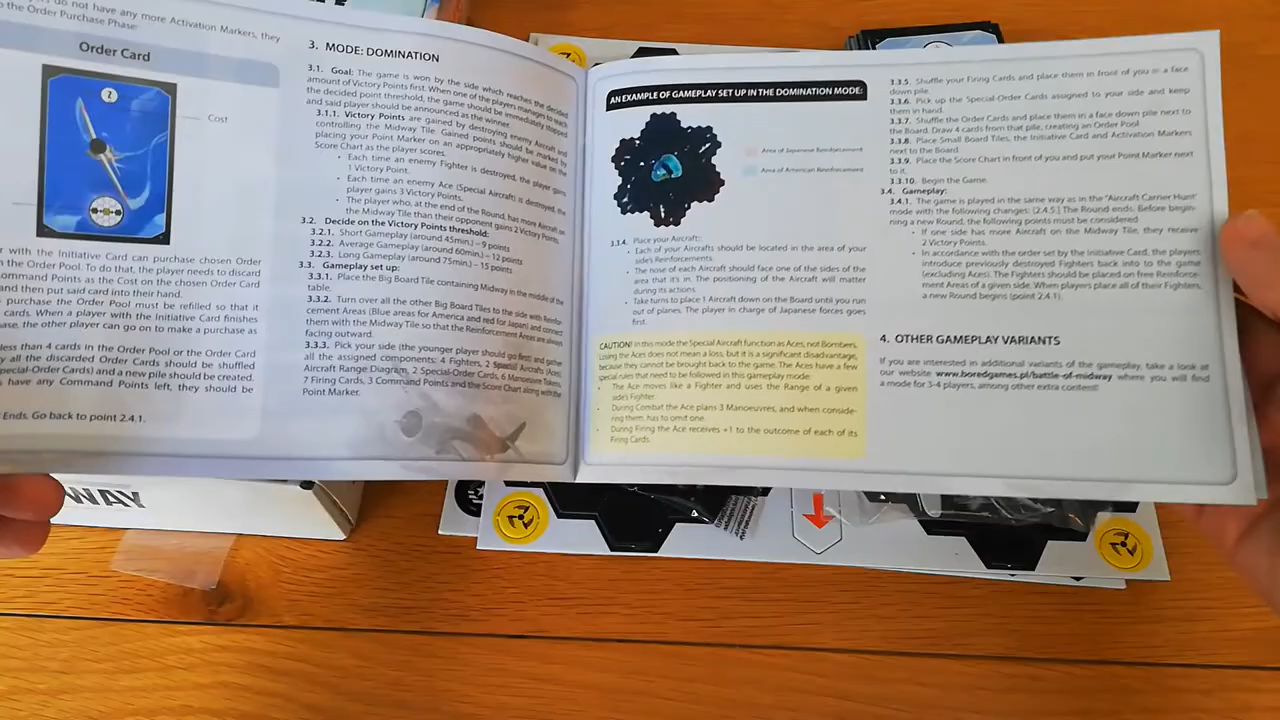 do not have any more Activation Markers, they
the Order Purchase Phase.
Order Card
2
Cost
with the Initiative Card can purchase chosen Order
the Order Pool. To do that, the player needs to discard
ommand Points as the Cost on the chosen Order Card
and then put said card into their hand.
purchase the Order Pool must be refilled so that it
cards. When a player with the Initiative Card finishes
ase, the other player can go on to make a purchase as
less than 4 cards in the Order Pool or the Order Card
all the discarded Order Cards should be shuffled
pecial-Order Cards) and a new pile should be created.
have any Command Points left, they should be
Ends. Go back to point 2.4.1.
3. MODE: DOMINATION
3.1. Goal: The game is won by the side which reaches the decided
amount of Victory Points first. When one of the players manages to reach
the decided point threshold, the game should be immediately stopped
and said player should be announced as the winner.
3.1.1. Victory Points are gained by destroying enemy Aircraft and
controlling the Midway Tile. Gained points should be marked by
placing your Point Marker on an appropriately higher value on the
Score Chart as the player scores.
• Each time an enemy Fighter is destroyed, the player gains
1 Victory Point.
• Each time an enemy Ace (Special Aircraft) is destroyed, the
player gains 3 Victory Points.
• The player who, at the end of the Round, has more Aircraft on
the Midway Tile than their opponent gains 2 Victory Points.
3.2. Decide on the Victory Points threshold:
3.2.1. Short Gameplay (around 45min.) – 9 points
3.2.2. Average Gameplay (around 60min.) – 12 points
3.2.3. Long Gameplay (around 75min.) – 15 points
3.3. Gameplay set up:
3.3.1. Place the Big Board Tile containing Midway in the middle of the
table.
3.3.2. Turn over all the other Big Board Tiles to the side with Reinfor-
cement Areas (Blue areas for America and red for Japan) and connect
them with the Midway Tile so that the Reinforcement Areas are always
facing outward.
3.3.3. Pick your side (the younger player should go first) and gather
all the assigned components: 4 Fighters, 2 Special Aircrafts (Aces),
Aircraft Range Diagram, 2 Special-Order Cards, 6 Manoeuvre Tokens,
7 Firing Cards, 3 Command Points and the Score Chart along with the
Point Marker.
AN EXAMPLE OF GAMEPLAY SET UP IN THE DOMINATION MODE:
Area of Japanese Reinforcement
Area of American Reinforcement
3.3.4. Place your Aircraft:
• Each of your Aircrafts should be located in the area of your
side's Reinforcements.
• The nose of each Aircraft should face one of the sides of the
area that it's in. The positioning of the Aircraft will matter
during its actions.
• Take turns to place 1 Aircraft down on the Board until you run
out of planes. The player in charge of Japanese forces goes
first.
CAUTION! In this mode the Special Aircraft function as Aces, not Bombers.
Losing the Aces does not mean a loss, but it is a significant disadvantage,
because they cannot be brought back to the game. The Aces have a few
special rules that need to be followed in this gameplay mode:
• The Ace moves like a Fighter and uses the Range of a given
side's Fighter.
• During Combat the Ace plans 3 Manoeuvres, and when conside-
ring them, has to omit one.
• During Firing the Ace receives +1 to the outcome of each of its
Firing Cards.
3.3.5. Shuffle your Firing Cards and place them in front of you in a face
down pile.
3.3.6. Pick up the Special-Order Cards assigned to your side and keep
them in hand.
3.3.7. Shuffle the Order Cards and place them in a face down pile next to
the Board. Draw 4 cards from that pile, creating an Order Pool.
3.3.8. Place Small Board Tiles, the Initiative Card and Activation Markers
next to the Board.
3.3.9. Place the Score Chart in front of you and put your Point Marker next
to it.
3.3.10. Begin the Game.
3.4. Gameplay:
3.4.1. The game is played in the same way as in the "Aircraft Carrier Hunt"
mode with the following changes: [2.4.5.] The Round ends. Before begin-
ning a new Round, the following points must be considered:
• If one side has more Aircraft on the Midway Tile, they receive
2 Victory Points.
• In accordance with the order set by the Initiative Card, the players
introduce previously destroyed Fighters back into to the game
(excluding Aces). The Fighters should be placed on free Reinforce-
ment Areas of a given side. When players place all of their Fighters,
a new Round begins (point 2.4.1).
4. OTHER GAMEPLAY VARIANTS
If you are interested in additional variants of the gameplay, take a look at
our website www.boredgames.pl/battle-of-midway where you will find
a mode for 3-4 players, among other extra content!
WAY